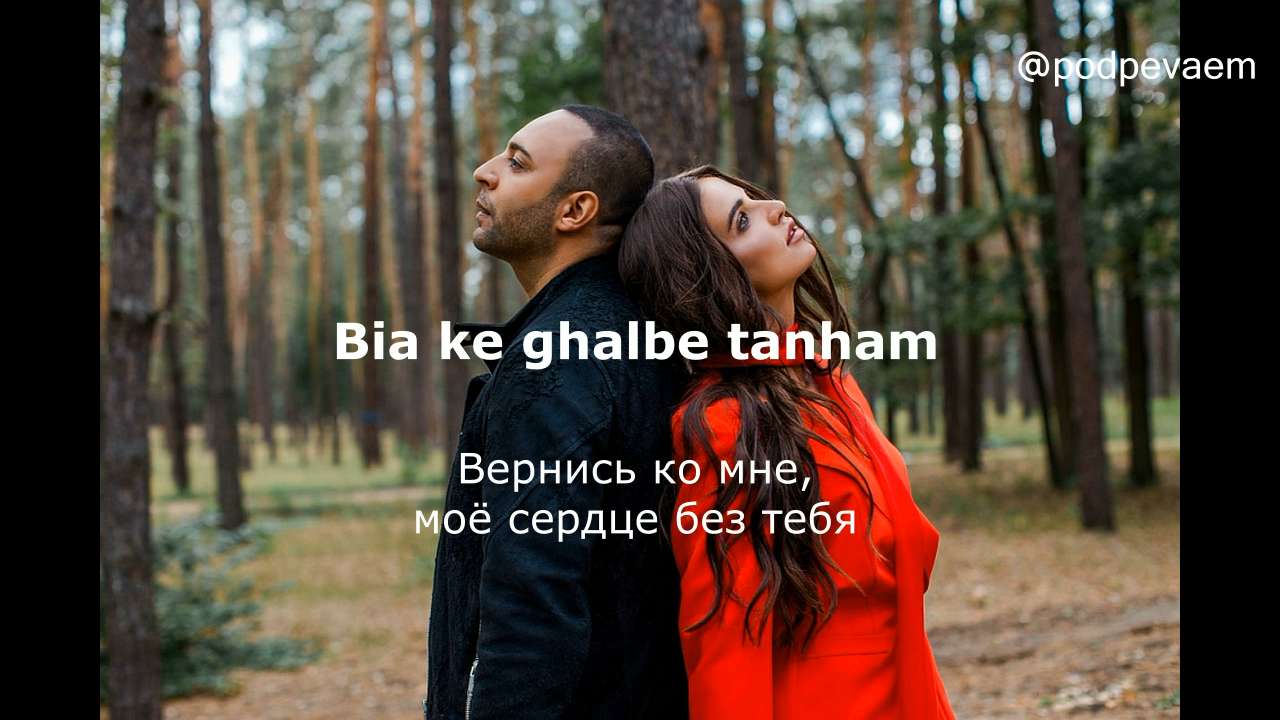 @podpevaem
Bia ke ghalbe tanham
Вернись ко мне,
моё сердце без тебя